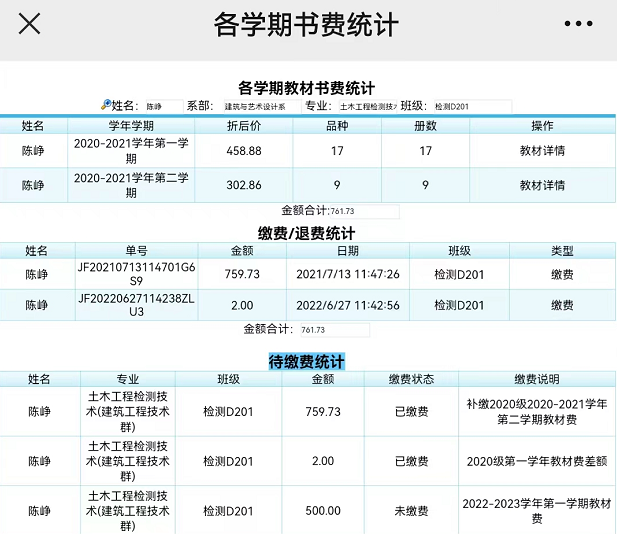 各学期书费统计
各学期教材书费统计
姓名: 陈峥 系部: 建筑与艺术设计系 专业: 土木工程检测技 班级: 检测D201
姓名 学年学期 折后价 品种 册数 操作
陈峥 2020-2021学年第一学期 458.88 17 17 教材详情
陈峥 2020-2021学年第二学期 302.86 9 9 教材详情
金额合计:761.73
缴费/退费统计
姓名 单号 金额 日期 班级 类型
陈峥 JF20210713114701G6S9 759.73 2021/7/13 11:47:26 检测D201 缴费
陈峥 JF20220627114238ZLU3 2.00 2022/6/27 11:42:56 检测D201 缴费
金额合计: 761.73
待缴费统计
姓名 专业 班级 金额 缴费状态 缴费说明
陈峥 土木工程检测技术(建筑工程技术群) 检测D201 759.73 已缴费 补缴2020级2020-2021学年第二学期教材费
陈峥 土木工程检测技术(建筑工程技术群) 检测D201 2.00 已缴费 2020级第一学年教材费差额
陈峥 土木工程检测技术(建筑工程技术群) 检测D201 500.00 未缴费 2022-2023学年第一学期教材费